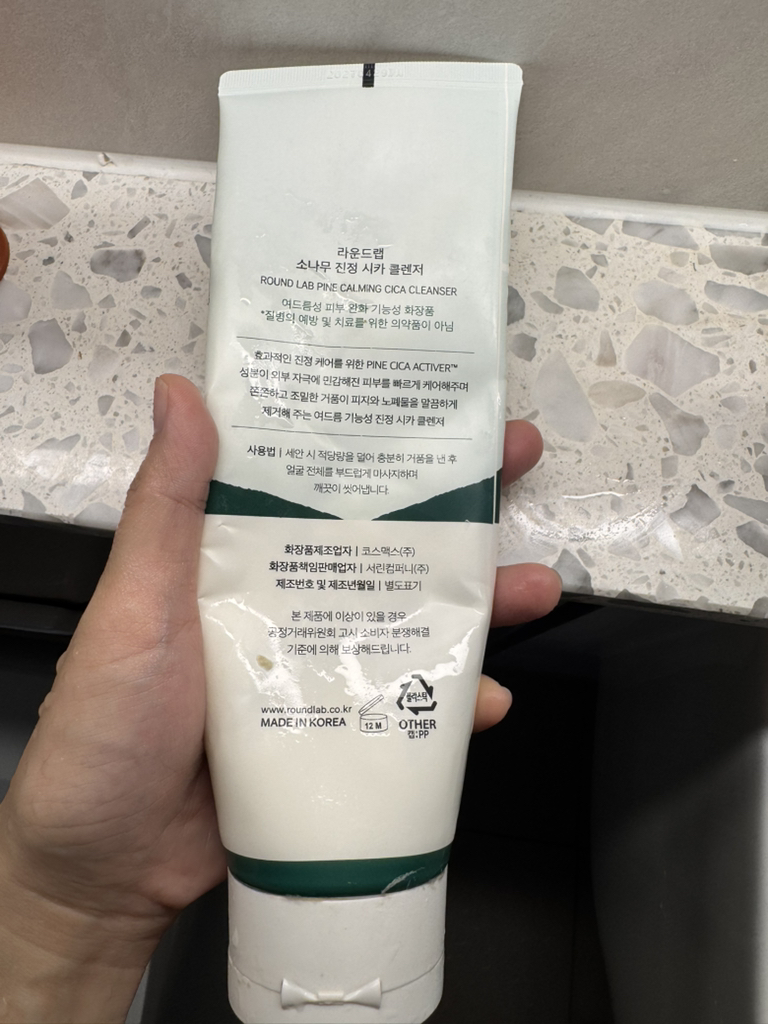 라운드랩
소나무 진정 시카 클렌저
ROUND LAB PINE CALMING CICA CLEANSER
여드름성 피부 완화 기능성 화장품
*질병의 예방 및 치료를 위한 의약품이 아님
효과적인 진정 케어를 위한 PINE CICA ACTIVER™
성분이 외부 자극에 민감해진 피부를 빠르게 케어해주며
쫀쫀하고 조밀한 거품이 피지와 노폐물을 말끔하게
제거해 주는 여드름 기능성 진정 시카 클렌저
사용법 | 세안 시 적당량을 덜어 충분히 거품을 낸 후
얼굴 전체를 부드럽게 마사지하며
깨끗이 씻어냅니다.
화장품제조업자 | 코스맥스(주)
화장품책임판매업자 | 서린컴퍼니(주)
제조번호 및 제조년월일 | 별도표기
본 제품에 이상이 있을 경우
공정거래위원회 고시 소비자 분쟁해결
기준에 의해 보상해드립니다.
플라스틱
www.roundlab.co.kr
MADE IN KOREA
12 M
OTHER
캡:PP